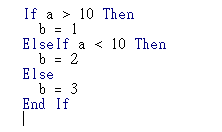 If a > 10 Then
  b = 1
ElseIf a < 10 Then
  b = 2
Else
  b = 3
End If